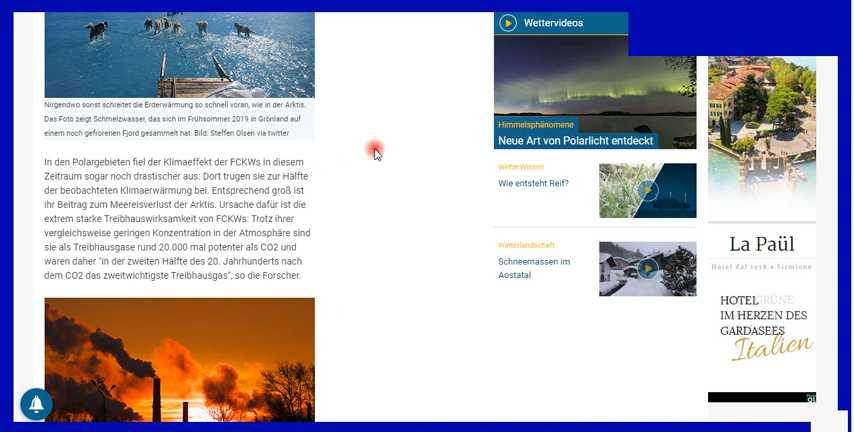 Nirgendwo sonst schreitet die Erderwärmung so schnell voran, wie in der Arktis.
Das Foto zeigt Schmelzwasser, das sich im Frühsommer 2019 in Grönland auf
einem noch gefrorenen Fjord gesammelt hat. Bild: Steffen Olsen via twitter
In den Polargebieten fiel der Klimaeffekt der FCKWs in diesem
Zeitraum sogar noch drastischer aus: Dort trugen sie zur Hälfte
der beobachteten Klimaerwärmung bei. Entsprechend groß ist
ihr Beitrag zum Meereisverlust der Arktis. Ursache dafür ist die
extrem starke Treibhauswirksamkeit von FCKWs: Trotz ihrer
vergleichsweise geringen Konzentration in der Atmosphäre sind
sie als Treibhausgase rund 20.000 mal potenter als CO2 und
waren daher "in der zweiten Hälfte des 20. Jahrhunderts nach
dem CO2 das zweitwichtigste Treibhausgas", so die Forscher.
Wettervideos
Himmelsphänomene
Neue Art von Polarlicht entdeckt
WetterWissen
Wie entsteht Reif?
Winterlandschaft
Schneemassen im
Aostatal
La Paül
Hotel dal 1958 a Sirmione
HOTEL GRÜNE
IM HERZEN DES
GARDASEES
Italien